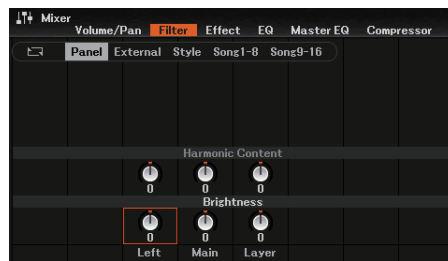 Mixer
Volume/Pan Filter Effect EQ Master EQ Compressor
Panel External Style Song1-8 Song9-16
Harmonic Content
0 0 0
Brightness
0 0 0
Left Main Layer